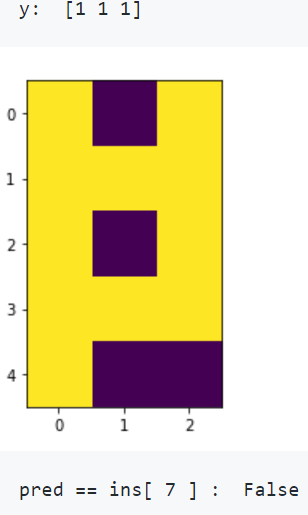 y:  [1 1 1]
0
1
2
3
4
0 1 2
pred == ins[ 7 ] :  False